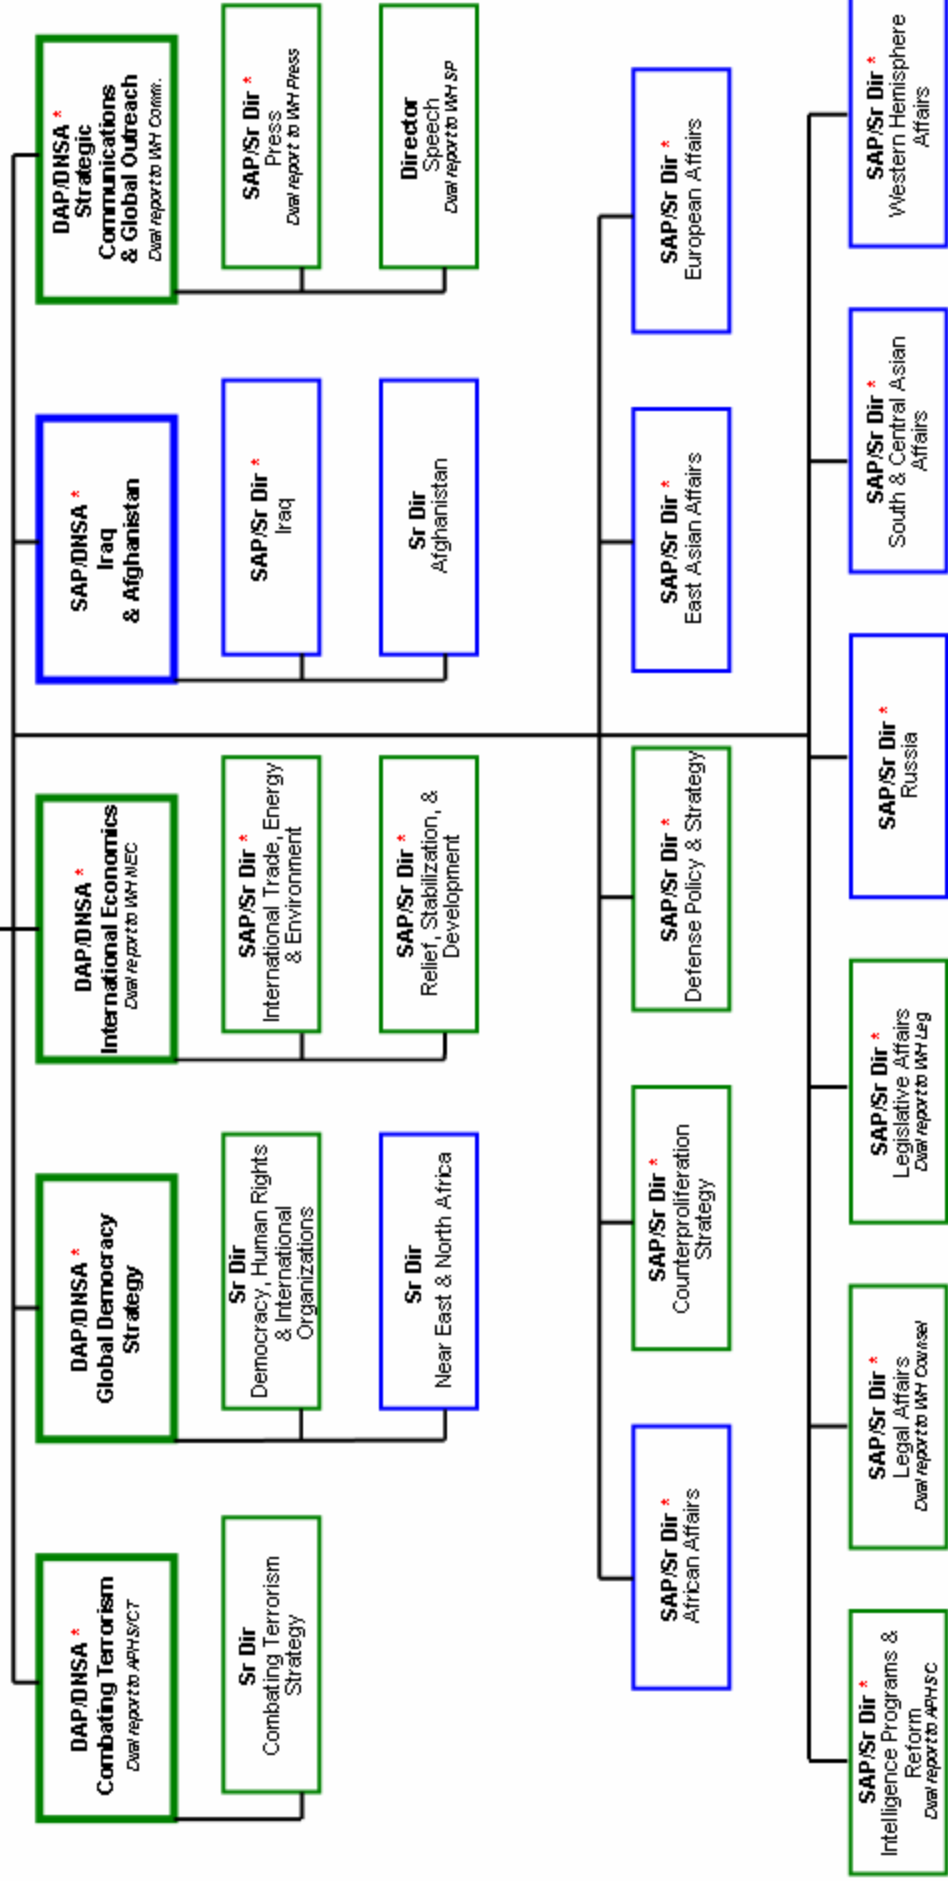 DAP/DNSA *
Combating Terrorism
Dual report to APHS/CT
DAP/DNSA *
Global Democracy
Strategy
DAP/DNSA *
International Economics
Dual report to WH NEC
SAP/DNSA *
Iraq
& Afghanistan
DAP/DNSA *
Strategic
Communications
& Global Outreach
Dual report to WH Comm.
Sr Dir
Combating Terrorism
Strategy
Sr Dir
Democracy, Human Rights
& International
Organizations
SAP/Sr Dir *
International Trade, Energy
& Environment
SAP/Sr Dir *
Iraq
SAP/Sr Dir *
Press
Dual report to WH Press
Sr Dir
Near East & North Africa
SAP/Sr Dir *
Relief, Stabilization, &
Development
Sr Dir
Afghanistan
Director
Speech
Dual report to WH SP
SAP/Sr Dir *
African Affairs
SAP/Sr Dir *
Counterproliferation
Strategy
SAP/Sr Dir *
Defense Policy & Strategy
SAP/Sr Dir *
East Asian Affairs
SAP/Sr Dir *
European Affairs
SAP/Sr Dir *
Intelligence Programs &
Reform
Dual report to APHSC
SAP/Sr Dir *
Legal Affairs
Dual report to WH Counsel
SAP/Sr Dir *
Legislative Affairs
Dual report to WH Leg
SAP/Sr Dir *
Russia
SAP/Sr Dir *
South & Central Asian
Affairs
SAP/Sr Dir *
Western Hemisphere
Affairs